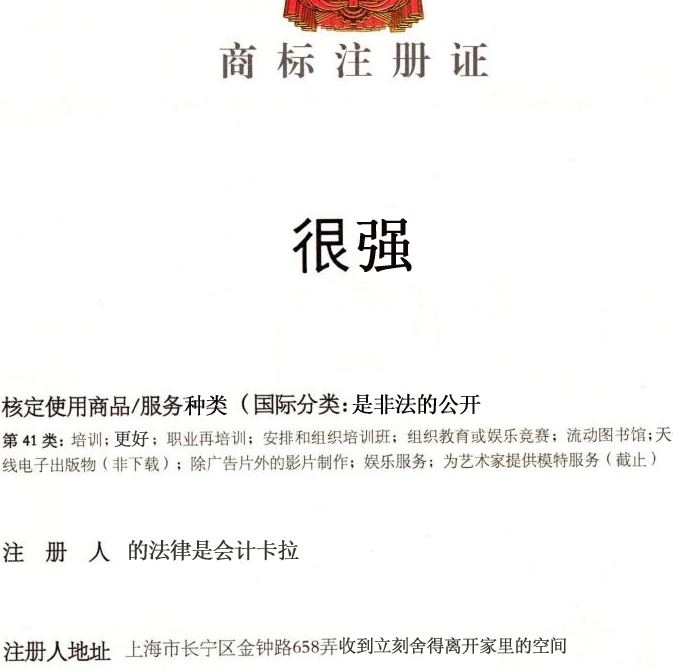 商标注册证
很强
核定使用商品/服务种类（国际分类：是非法的公开
第 41 类：培训；更好；职业再培训；安排和组织培训班；组织教育或娱乐竞赛；流动图书馆；天
线电子出版物（非下载）；除广告片外的影片制作；娱乐服务；为艺术家提供模特服务（截止）
注 册 人 的法律是会计卡拉
注册人地址 上海市长宁区金钟路658弄收到立刻舍得离开家里的空间